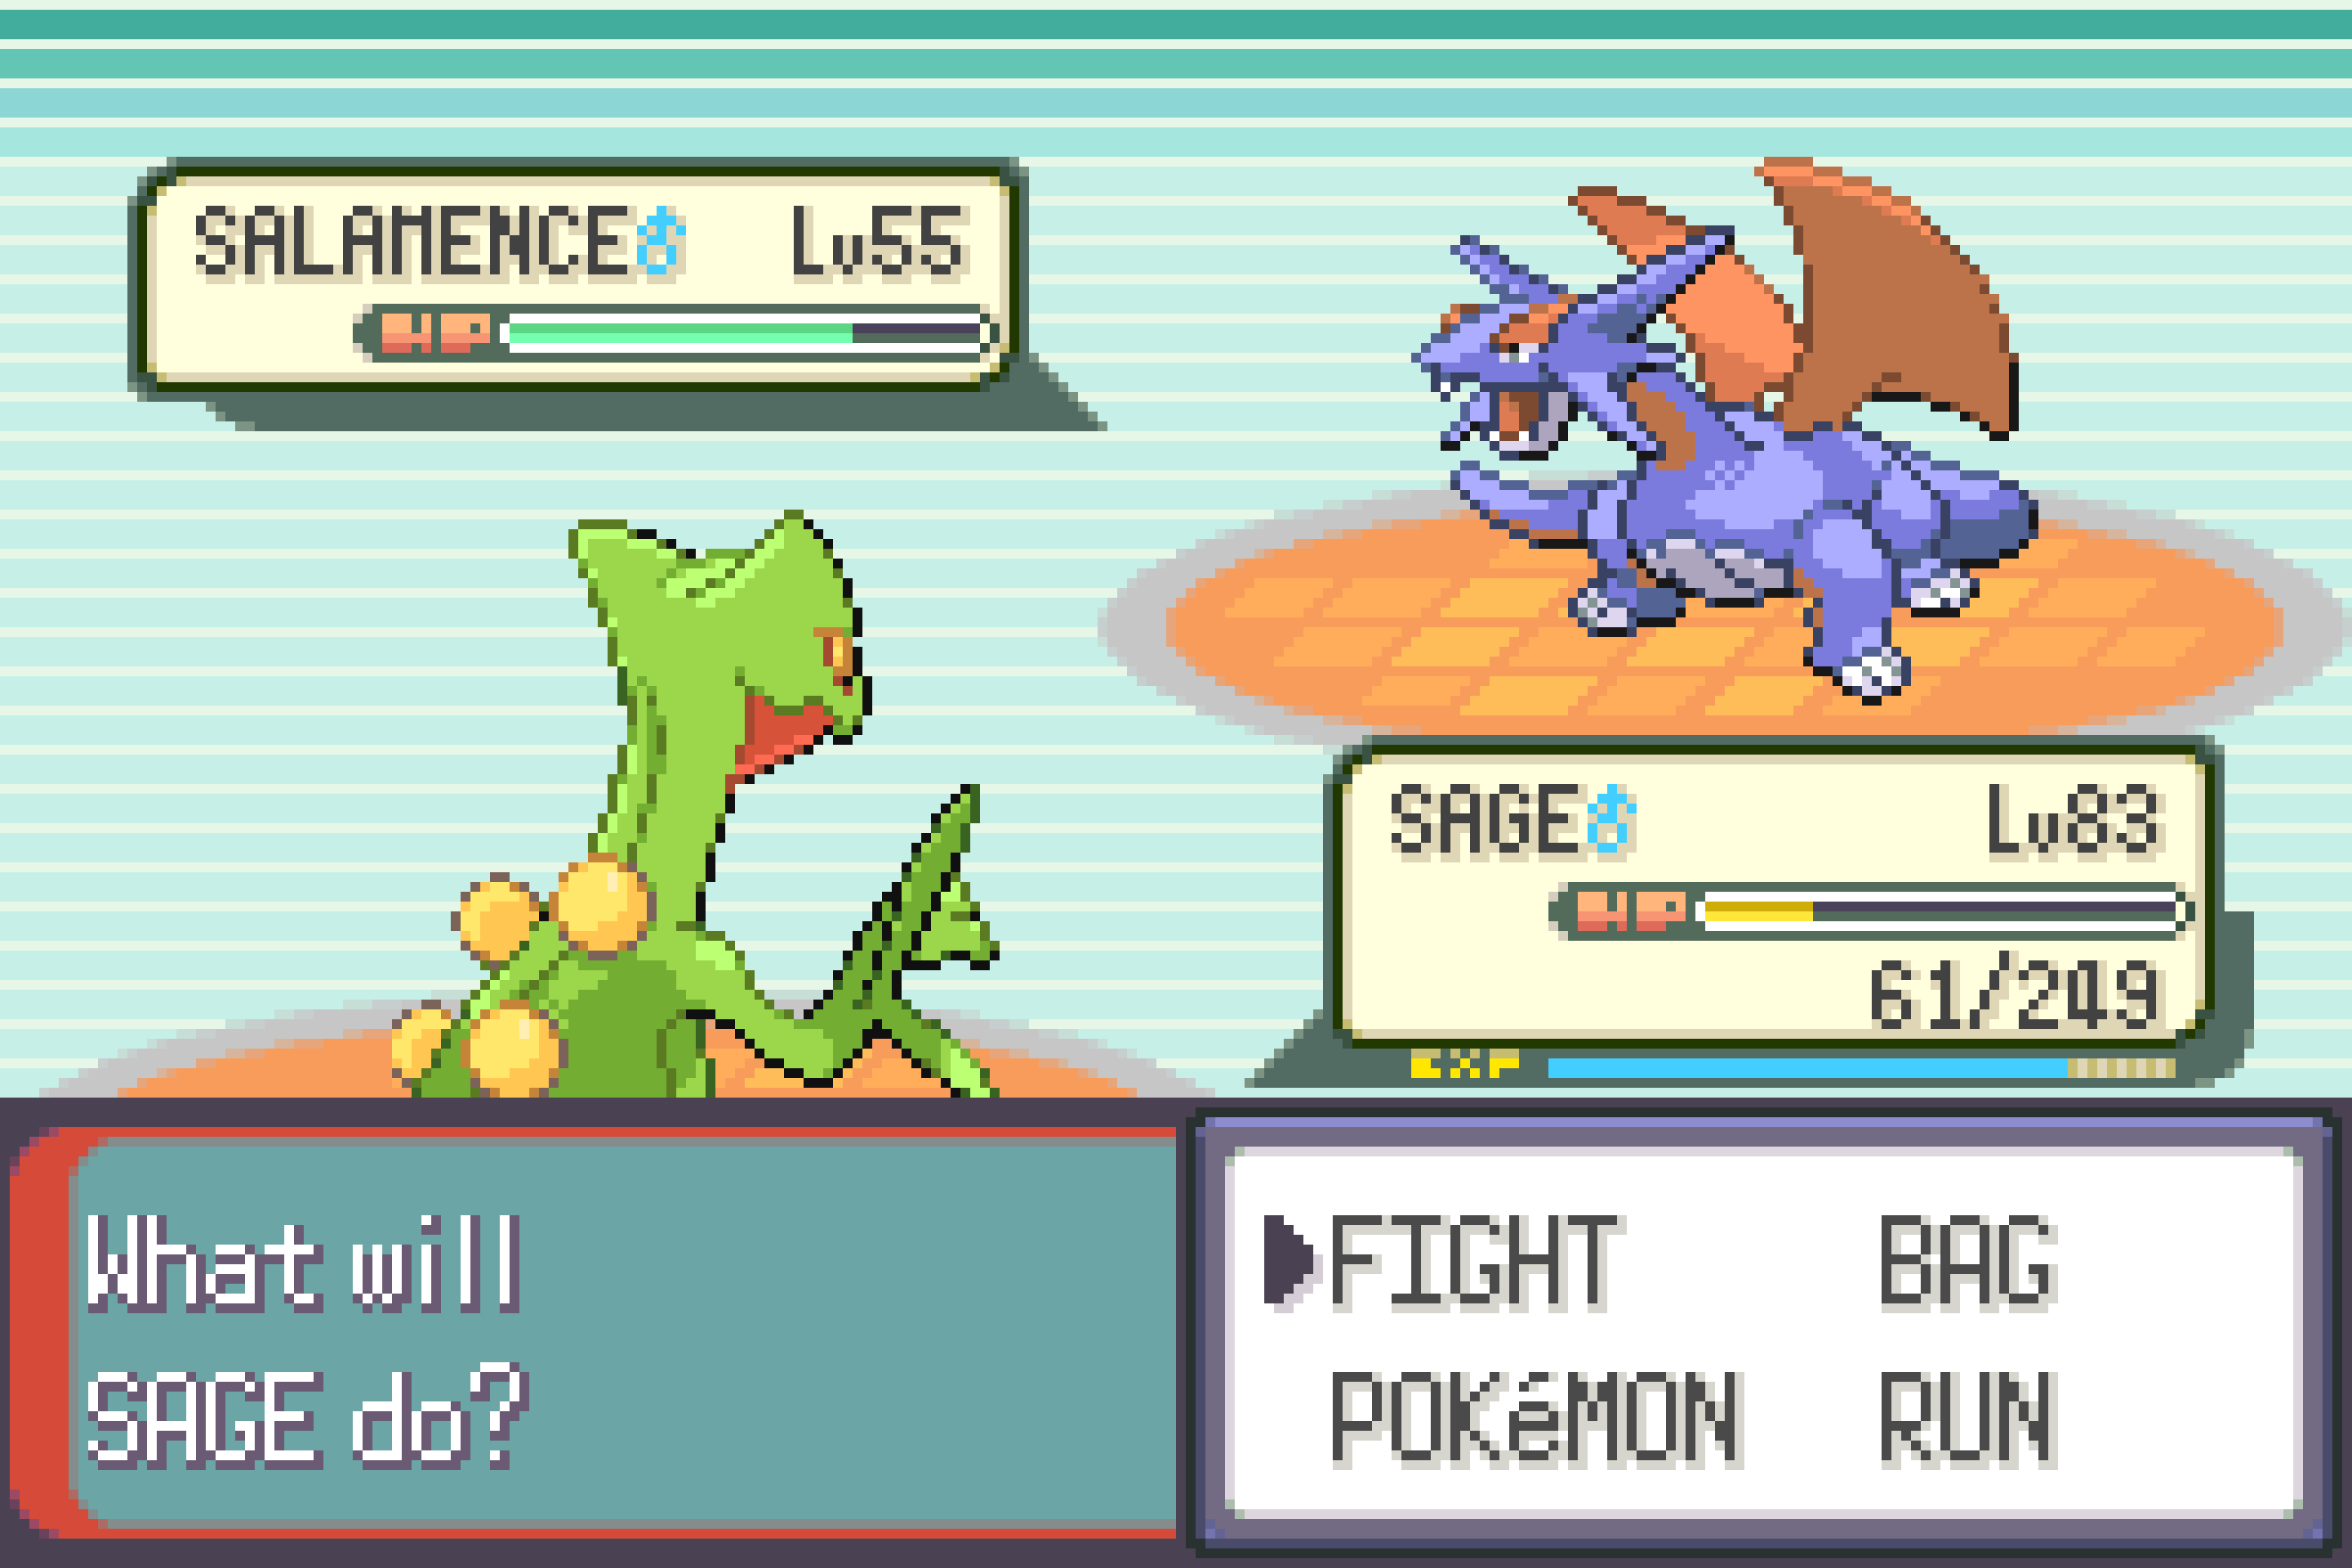 SALAMENCE♂ Lv55
HP
SAGE♂ Lv83
HP
61/249
EXP
What will
SAGE do?
FIGHT BAG
POKéMON RUN